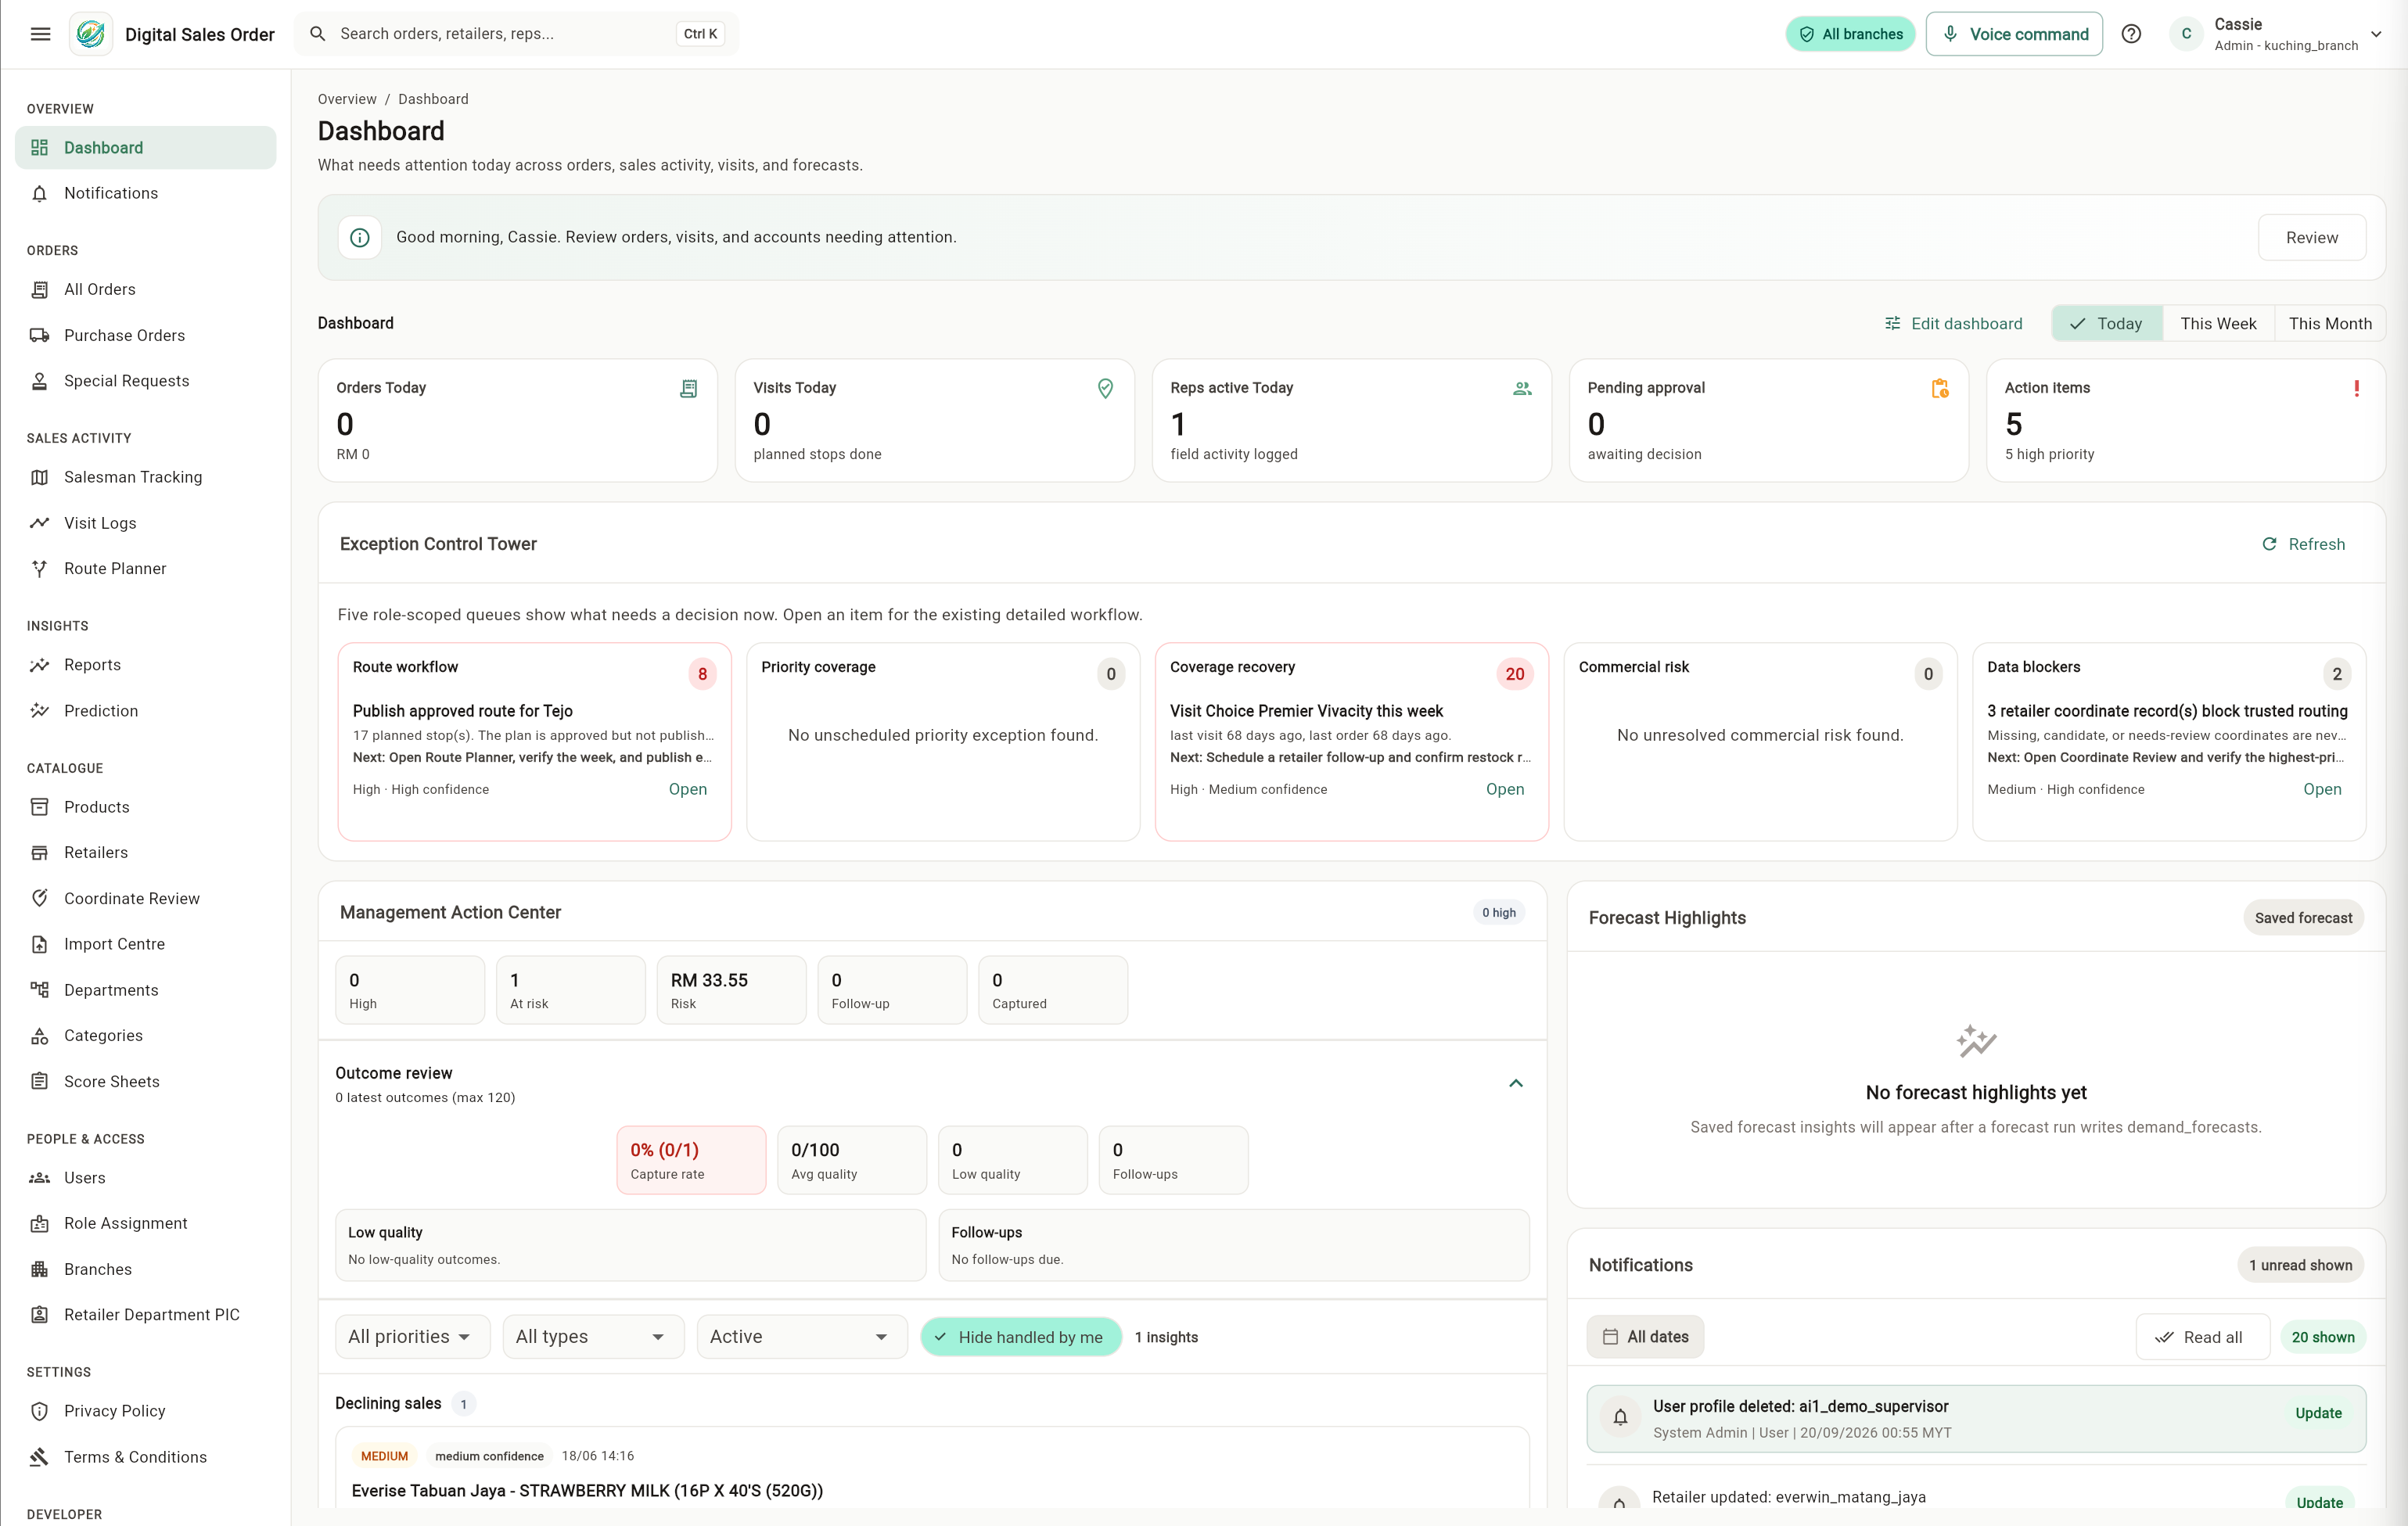 Digital Sales Order
Search orders, retailers, reps...
Ctrl K
All branches
Voice command
C
Cassie
Admin - kuching_branch
OVERVIEW
Dashboard
Notifications
ORDERS
All Orders
Purchase Orders
Special Requests
SALES ACTIVITY
Salesman Tracking
Visit Logs
Route Planner
INSIGHTS
Reports
Prediction
CATALOGUE
Products
Retailers
Coordinate Review
Import Centre
Departments
Categories
Score Sheets
PEOPLE & ACCESS
Users
Role Assignment
Branches
Retailer Department PIC
SETTINGS
Privacy Policy
Terms & Conditions
DEVELOPER
Overview / Dashboard
Dashboard
What needs attention today across orders, sales activity, visits, and forecasts.
Good morning, Cassie. Review orders, visits, and accounts needing attention.
Review
Dashboard
Edit dashboard
Today
This Week
This Month
Orders Today
0
RM 0
Visits Today
0
planned stops done
Reps active Today
1
field activity logged
Pending approval
0
awaiting decision
Action items
5
5 high priority
Exception Control Tower
Refresh
Five role-scoped queues show what needs a decision now. Open an item for the existing detailed workflow.
Route workflow
8
Publish approved route for Tejo
17 planned stop(s). The plan is approved but not publish...
Next: Open Route Planner, verify the week, and publish e...
High · High confidence
Open
Priority coverage
0
No unscheduled priority exception found.
Coverage recovery
20
Visit Choice Premier Vivacity this week
last visit 68 days ago, last order 68 days ago.
Next: Schedule a retailer follow-up and confirm restock r...
High · Medium confidence
Open
Commercial risk
0
No unresolved commercial risk found.
Data blockers
2
3 retailer coordinate record(s) block trusted routing
Missing, candidate, or needs-review coordinates are nev...
Next: Open Coordinate Review and verify the highest-pri...
Medium · High confidence
Open
Management Action Center
0 high
0
High
1
At risk
RM 33.55
Risk
0
Follow-up
0
Captured
Outcome review
0 latest outcomes (max 120)
0% (0/1)
Capture rate
0/100
Avg quality
0
Low quality
0
Follow-ups
Low quality
No low-quality outcomes.
Follow-ups
No follow-ups due.
All priorities
All types
Active
Hide handled by me
1 insights
Declining sales
1
MEDIUM
medium confidence
18/06 14:16
Everise Tabuan Jaya - STRAWBERRY MILK (16P X 40'S (520G))
Forecast Highlights
Saved forecast
No forecast highlights yet
Saved forecast insights will appear after a forecast run writes demand_forecasts.
Notifications
1 unread shown
All dates
Read all
20 shown
User profile deleted: ai1_demo_supervisor
System Admin | User | 20/09/2026 00:55 MYT
Update
Retailer updated: everwin_matang_jaya
Update